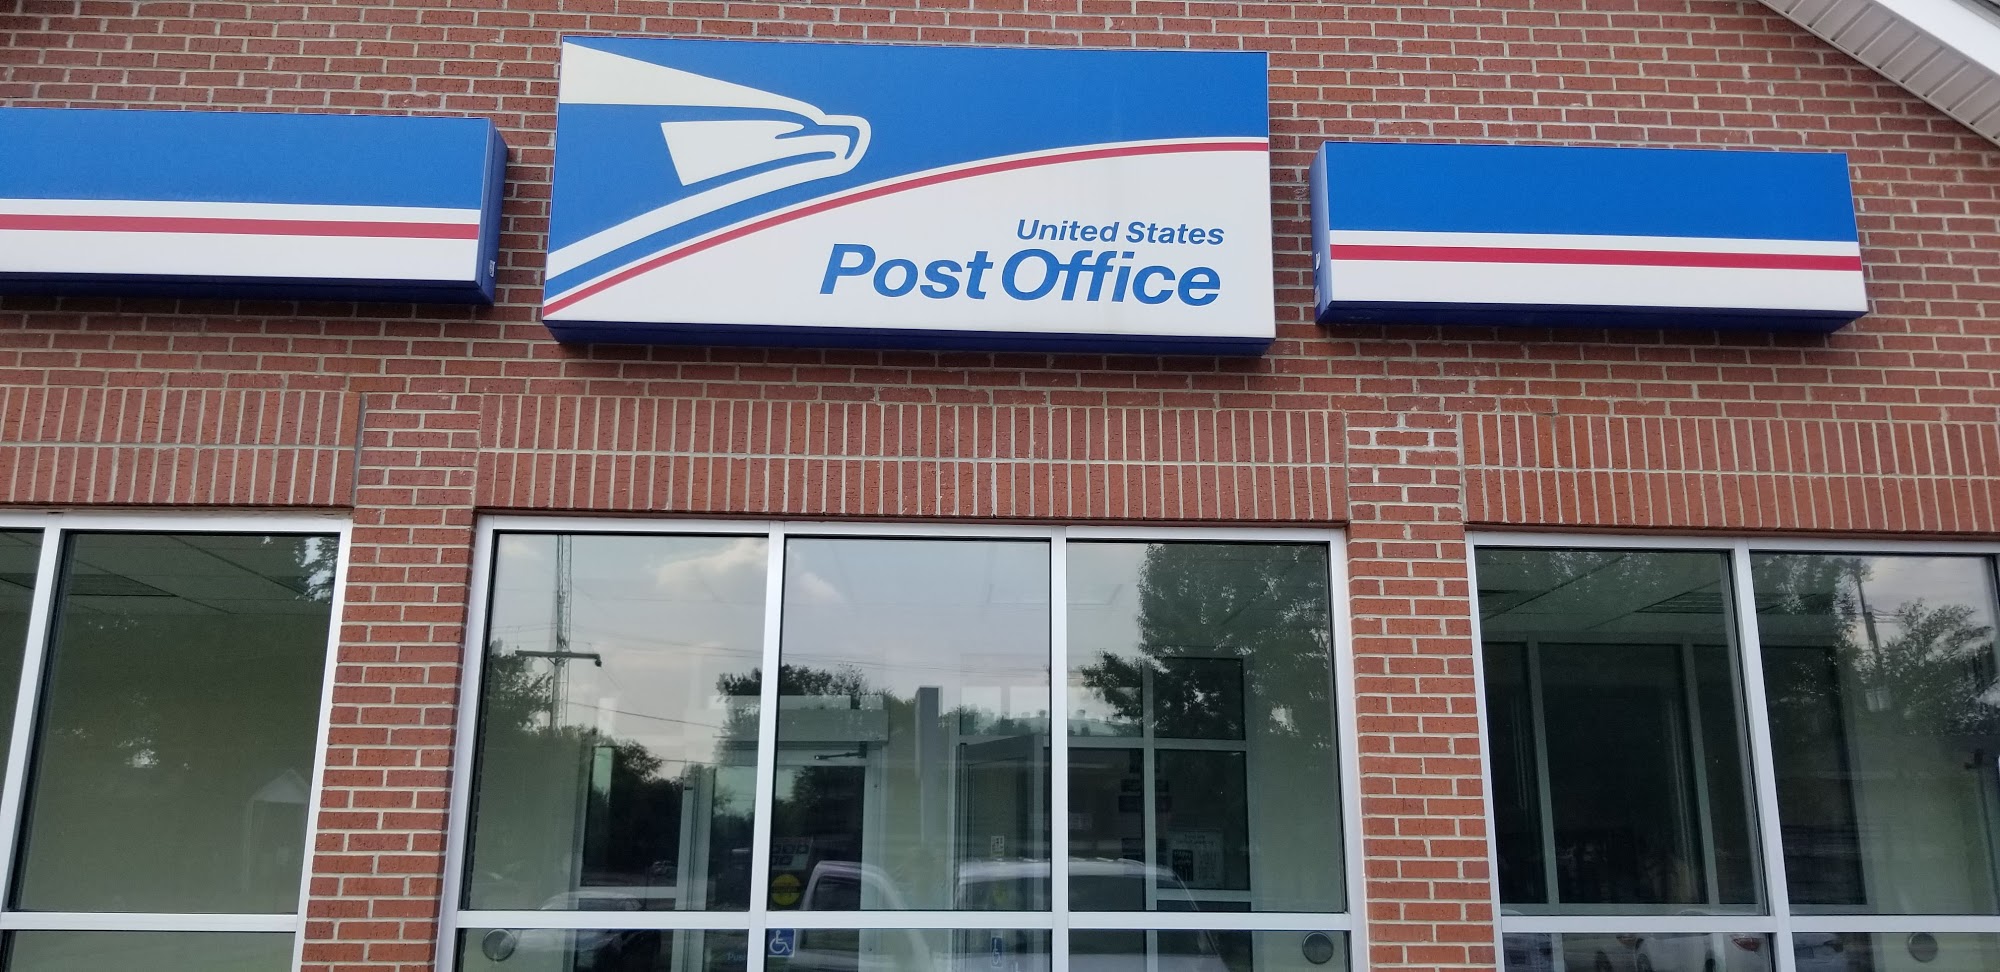 United States
Post Office